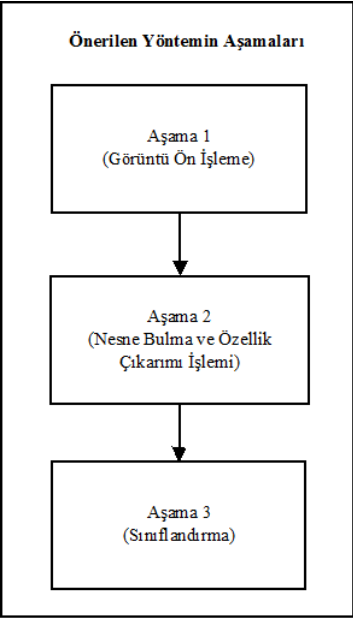 Önerilen Yöntemin Aşamaları
Aşama 1
(Görüntü Ön İşleme)
Aşama 2
(Nesne Bulma ve Özellik
Çıkarımı İşlemi)
Aşama 3
(Sınıflandırma)